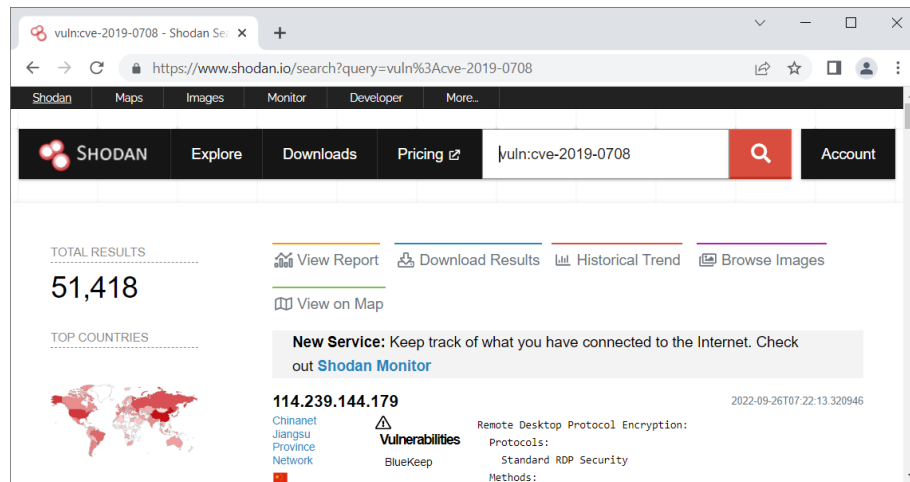 vuln:cve-2019-0708 - Shodan Se
https://www.shodan.io/search?query=vuln%3Acve-2019-0708
Shodan Maps Images Monitor Developer More...
SHODAN Explore Downloads Pricing vuln:cve-2019-0708 Account
TOTAL RESULTS
51,418
TOP COUNTRIES
View Report Download Results Historical Trend Browse Images
View on Map
New Service: Keep track of what you have connected to the Internet. Check
out Shodan Monitor
114.239.144.179
2022-09-26T07:22:13.320946
Chinanet
Jiangsu
Province
Network
Vulnerabilities
BlueKeep
Remote Desktop Protocol Encryption:
Protocols:
Standard RDP Security
Methods: